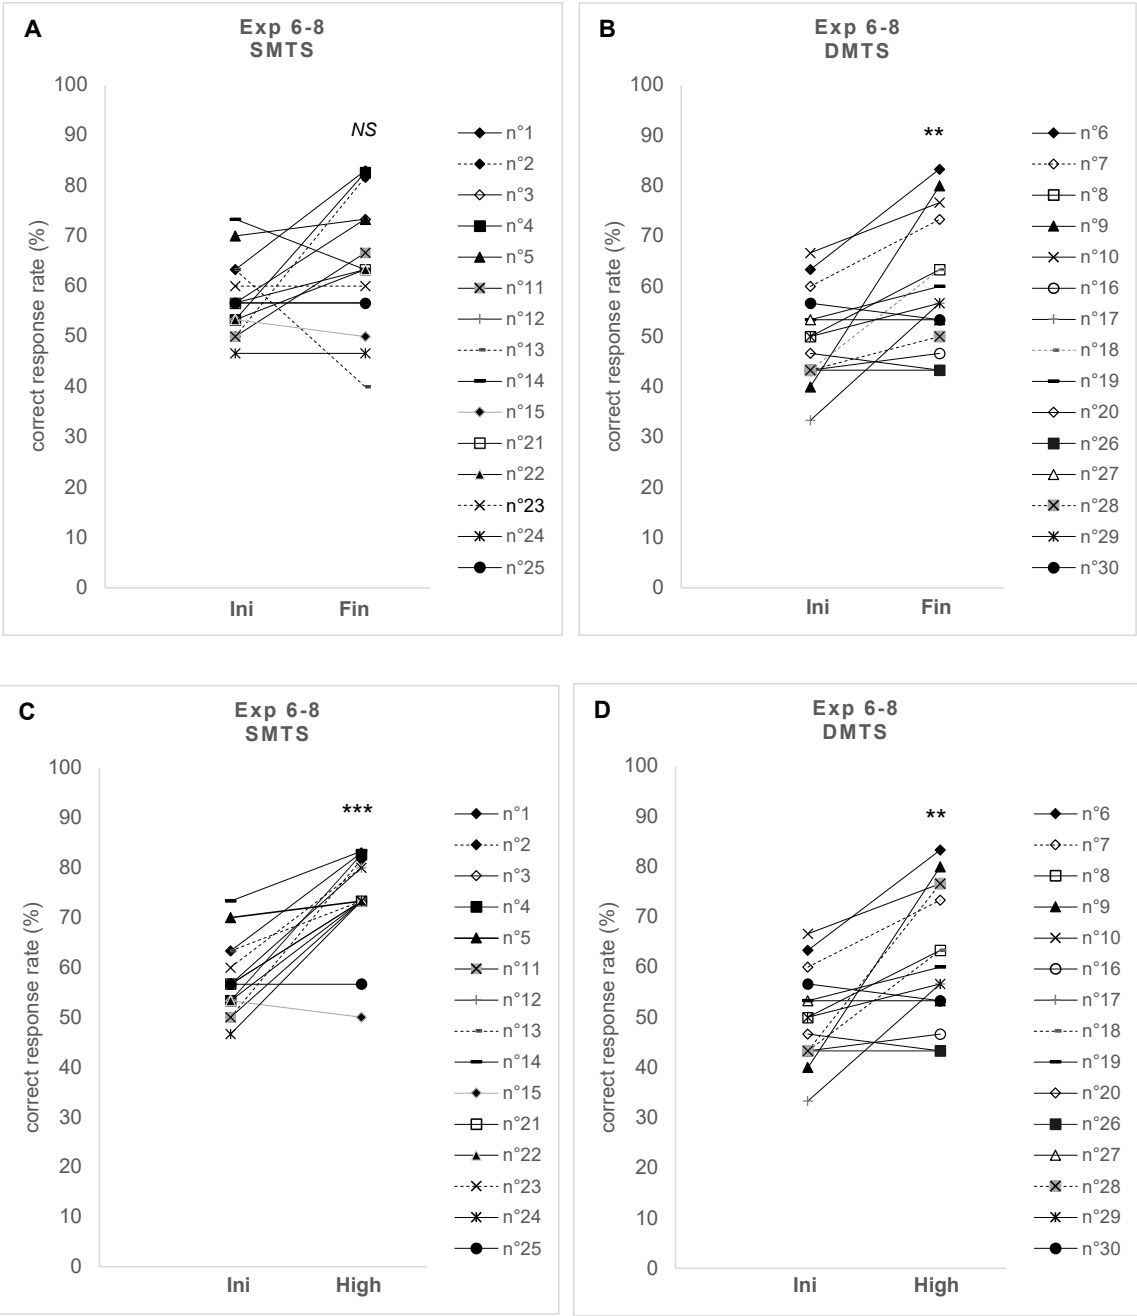 A
Exp 6-8
SMTS
correct response rate (%)
100
90
80
70
60
50
40
30
20
10
0
NS
Ini
Fin
n°1
n°2
n°3
n°4
n°5
n°11
n°12
n°13
n°14
n°15
n°21
n°22
n°23
n°24
n°25
B
Exp 6-8
DMTS
correct response rate (%)
100
90
80
70
60
50
40
30
20
10
0
**
Ini
Fin
n°6
n°7
n°8
n°9
n°10
n°16
n°17
n°18
n°19
n°20
n°26
n°27
n°28
n°29
n°30
C
Exp 6-8
SMTS
correct response rate (%)
100
90
80
70
60
50
40
30
20
10
0
***
Ini
High
n°1
n°2
n°3
n°4
n°5
n°11
n°12
n°13
n°14
n°15
n°21
n°22
n°23
n°24
n°25
D
Exp 6-8
DMTS
correct response rate (%)
100
90
80
70
60
50
40
30
20
10
0
**
Ini
High
n°6
n°7
n°8
n°9
n°10
n°16
n°17
n°18
n°19
n°20
n°26
n°27
n°28
n°29
n°30